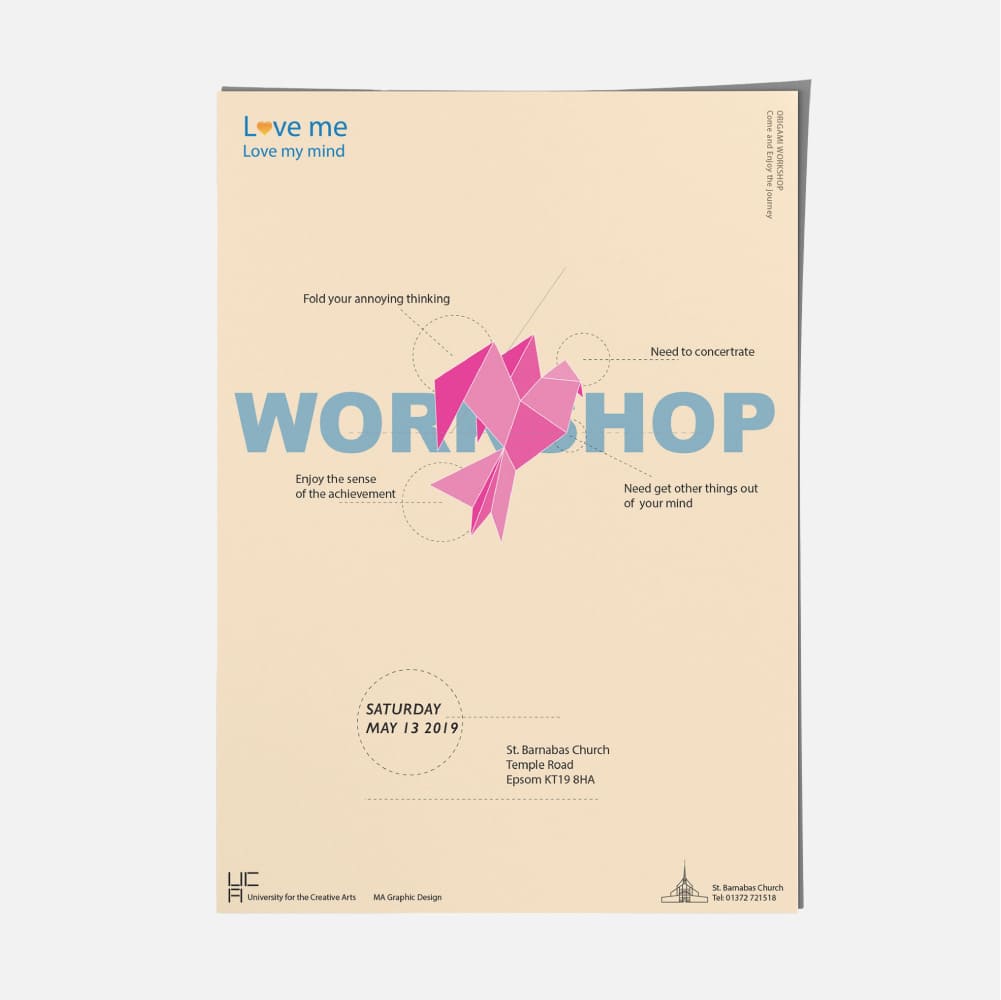 Love me
Love my mind
ORIGAMI WORKSHOP
Come and Enjoy the journey
Fold your annoying thinking
Need to concertrate
WORKSHOP
Enjoy the sense
of the achievement
Need get other things out
of your mind
SATURDAY
MAY 13 2019
St. Barnabas Church
Temple Road
Epsom KT19 8HA
UC
A
University for the Creative Arts
MA Graphic Design
St. Barnabas Church
Tel: 01372 721518